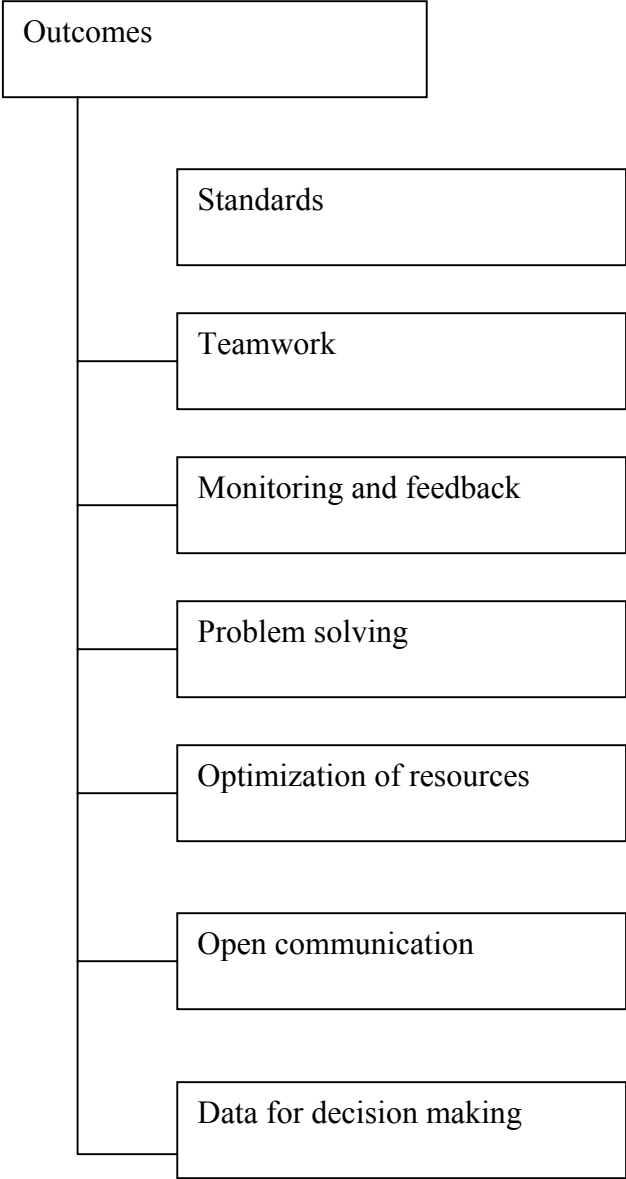 Outcomes
Standards
Teamwork
Monitoring and feedback
Problem solving
Optimization of resources
Open communication
Data for decision making